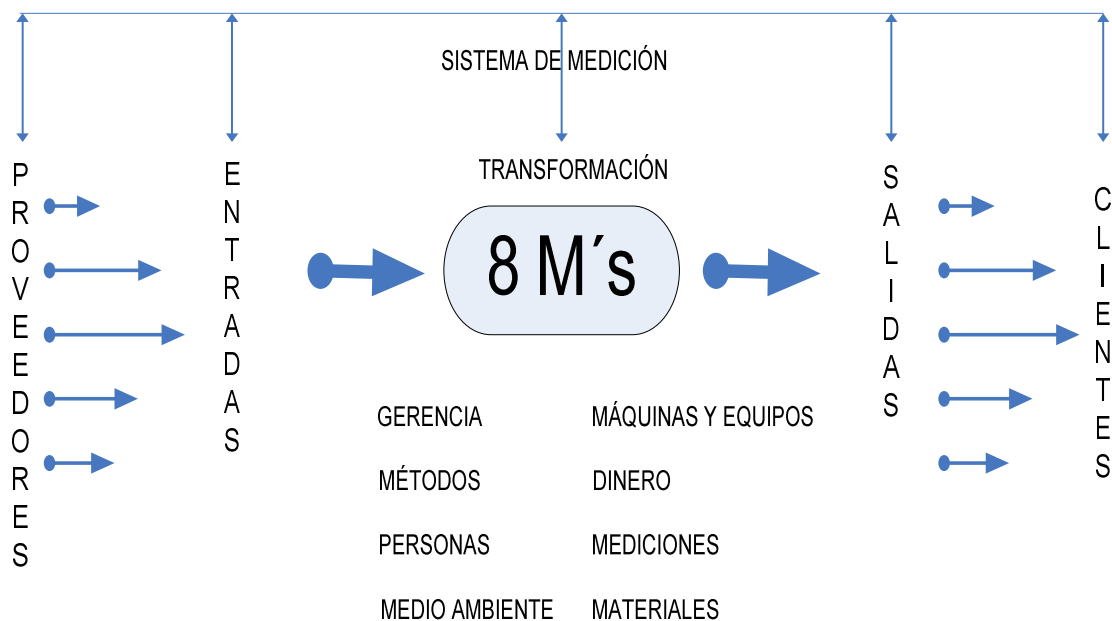 SISTEMA DE MEDICIÓN
PROVEEDORES
ENTRADAS
TRANSFORMACIÓN
8 M´s
SALIDAS
CLIENTES
GERENCIA
MÁQUINAS Y EQUIPOS
MÉTODOS
DINERO
PERSONAS
MEDICIONES
MEDIO AMBIENTE
MATERIALES